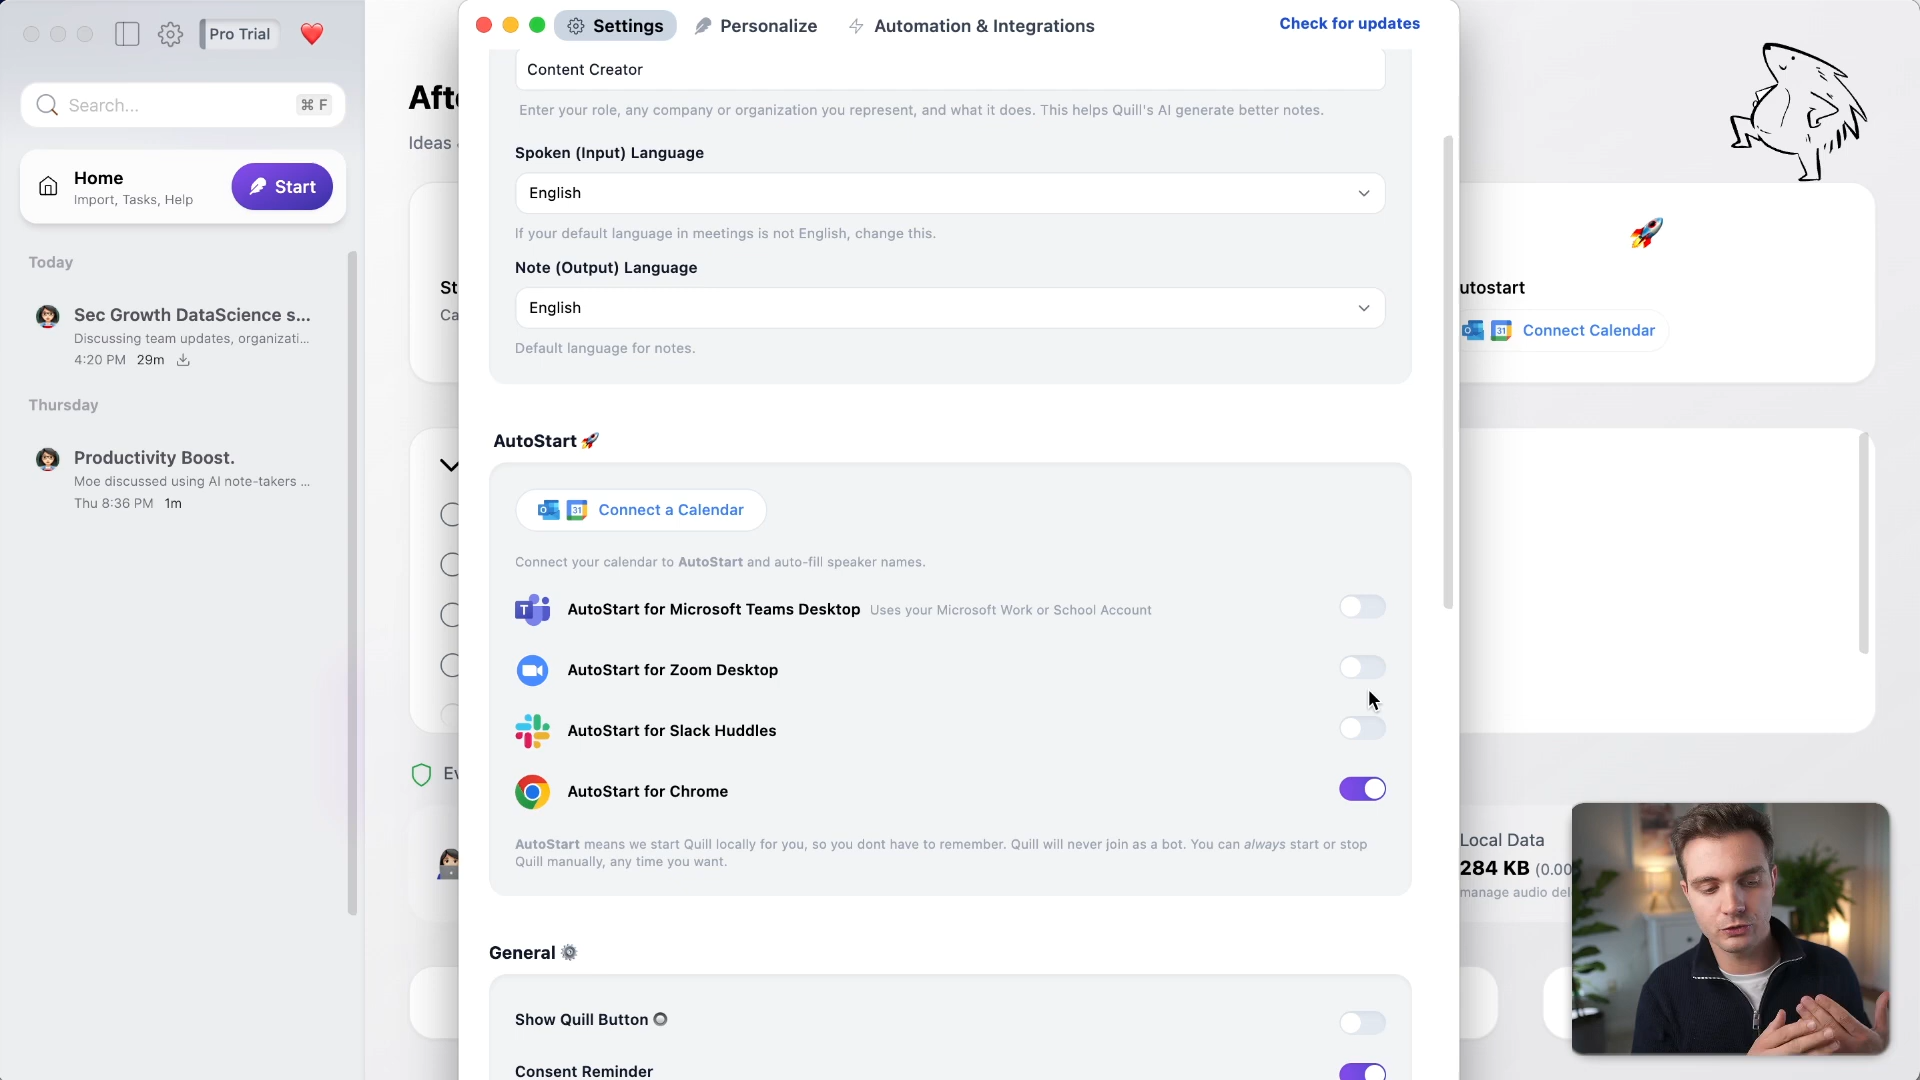 Pro Trial
Search...
⌘ F
Home
Import, Tasks, Help
Start
Today
Sec Growth DataScience s...
Discussing team updates, organizati...
4:20 PM 29m
Thursday
Productivity Boost.
Moe discussed using AI note-takers ...
Thu 8:36 PM 1m
Ideas
Settings
Personalize
Automation & Integrations
Check for updates
Content Creator
Enter your role, any company or organization you represent, and what it does. This helps Quill's AI generate better notes.
Spoken (Input) Language
English
If your default language in meetings is not English, change this.
Note (Output) Language
English
Default language for notes.
AutoStart
31 Connect a Calendar
Connect your calendar to AutoStart and auto-fill speaker names.
AutoStart for Microsoft Teams Desktop Uses your Microsoft Work or School Account
AutoStart for Zoom Desktop
AutoStart for Slack Huddles
AutoStart for Chrome
AutoStart means we start Quill locally for you, so you dont have to remember. Quill will never join as a bot. You can always start or stop
Quill manually, any time you want.
General
Show Quill Button
Consent Reminder
utostart
31 Connect Calendar
Local Data
284 KB (0.00
manage audio del